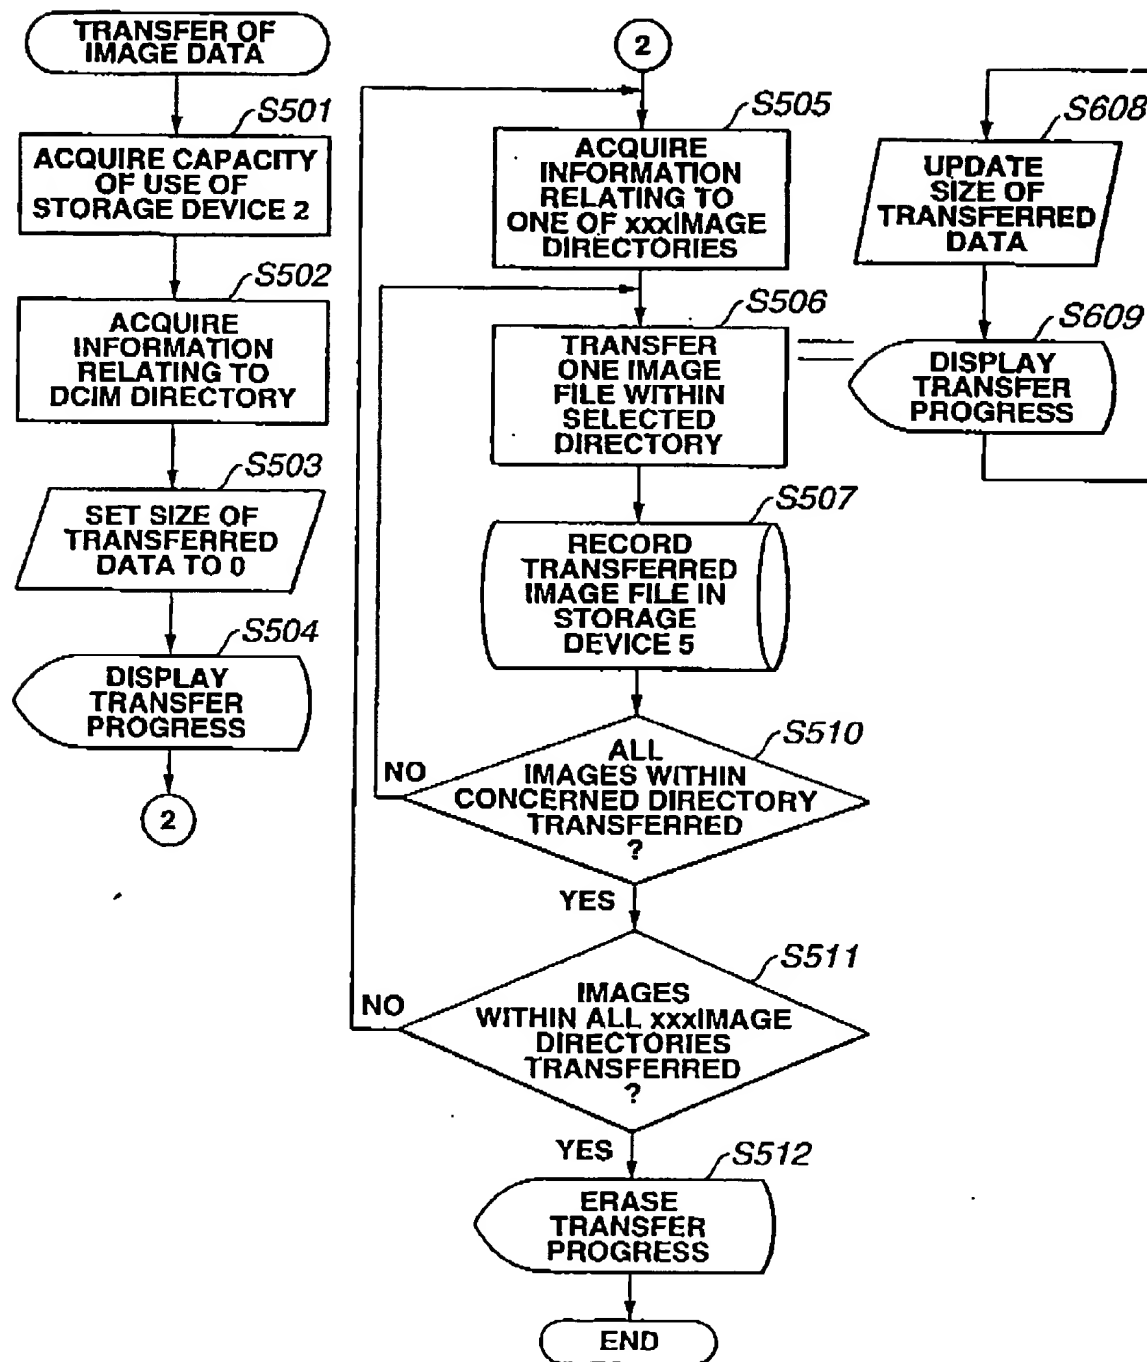 TRANSFER OF
IMAGE DATA
S501
ACQUIRE CAPACITY
OF USE OF
STORAGE DEVICE 2
S502
ACQUIRE
INFORMATION
RELATING TO
DCIM DIRECTORY
S503
SET SIZE OF
TRANSFERRED
DATA TO 0
S504
DISPLAY
TRANSFER
PROGRESS
2
2
S505
ACQUIRE
INFORMATION
RELATING TO
ONE OF xxxIMAGE
DIRECTORIES
S506
TRANSFER
ONE IMAGE
FILE WITHIN
SELECTED
DIRECTORY
S507
RECORD
TRANSFERRED
IMAGE FILE IN
STORAGE
DEVICE 5
S510
ALL
IMAGES WITHIN
CONCERNED DIRECTORY
TRANSFERRED
?
NO
YES
S511
IMAGES
WITHIN ALL xxxIMAGE
DIRECTORIES
TRANSFERRED
?
NO
YES
S512
ERASE
TRANSFER
PROGRESS
END
S608
UPDATE
SIZE OF
TRANSFERRED
DATA
S609
DISPLAY
TRANSFER
PROGRESS